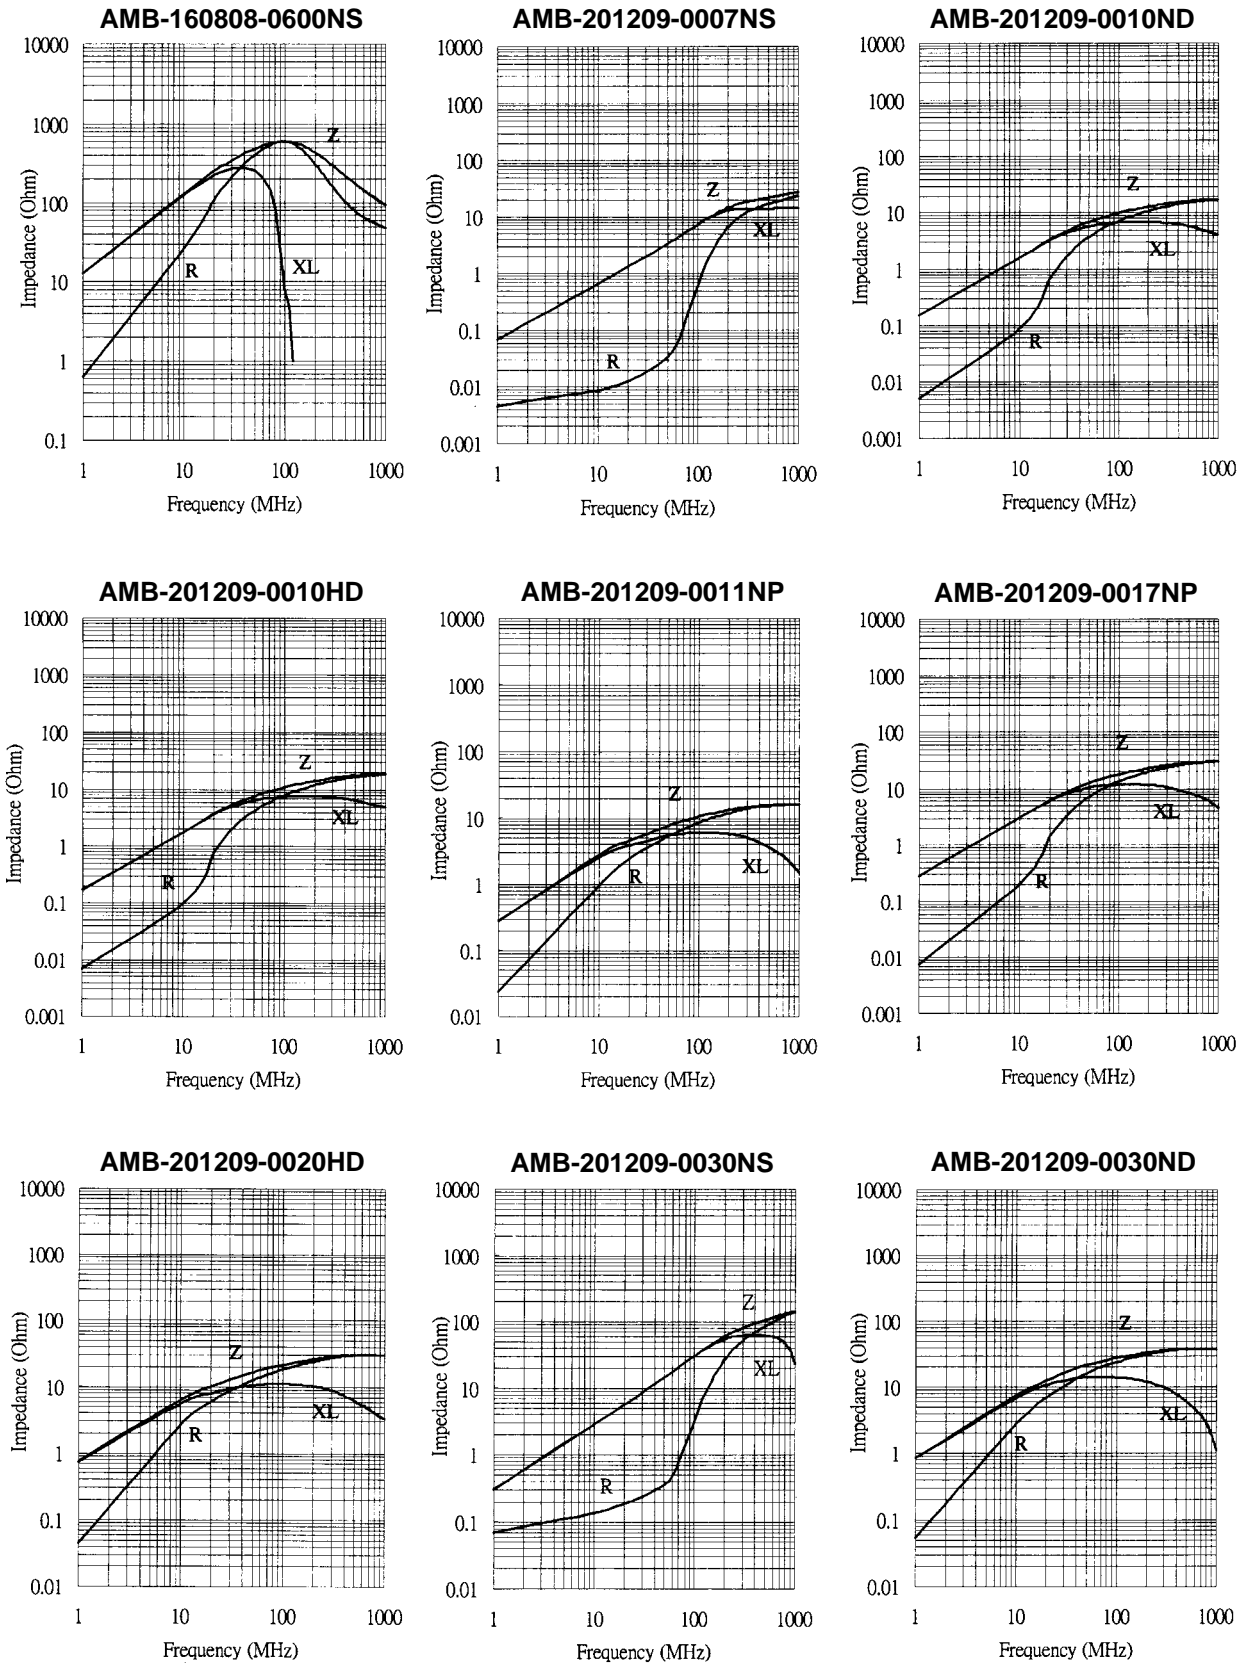 AMB-160808-0600NS
10000
1000
100
10
1
0.1
Impedance (Ohm)
Z
R
XL
1 10 100 1000
Frequency (MHz)
AMB-201209-0007NS
10000
1000
100
10
1
0.1
0.01
0.001
Impedance (Ohm)
Z
XL
R
1 10 100 1000
Frequency (MHz)
AMB-201209-0010ND
10000
1000
100
10
1
0.1
0.01
0.001
Impedance (Ohm)
Z
XL
R
1 10 100 1000
Frequency (MHz)
AMB-201209-0010HD
10000
1000
100
10
1
0.1
0.01
0.001
Impedance (Ohm)
Z
XL
R
1 10 100 1000
Frequency (MHz)
AMB-201209-0011NP
10000
1000
100
10
1
0.1
0.01
Impedance (Ohm)
Z
XL
R
1 10 100 1000
Frequency (MHz)
AMB-201209-0017NP
10000
1000
100
10
1
0.1
0.01
0.001
Impedance (Ohm)
Z
XL
R
1 10 100 1000
Frequency (MHz)
AMB-201209-0020HD
10000
1000
100
10
1
0.1
0.01
Impedance (Ohm)
Z
XL
R
1 10 100 1000
Frequency (MHz)
AMB-201209-0030NS
10000
1000
100
10
1
0.1
0.01
Impedance (Ohm)
Z
XL
R
1 10 100 1000
Frequency (MHz)
AMB-201209-0030ND
10000
1000
100
10
1
0.1
0.01
Impedance (Ohm)
Z
XL
R
1 10 100 1000
Frequency (MHz)